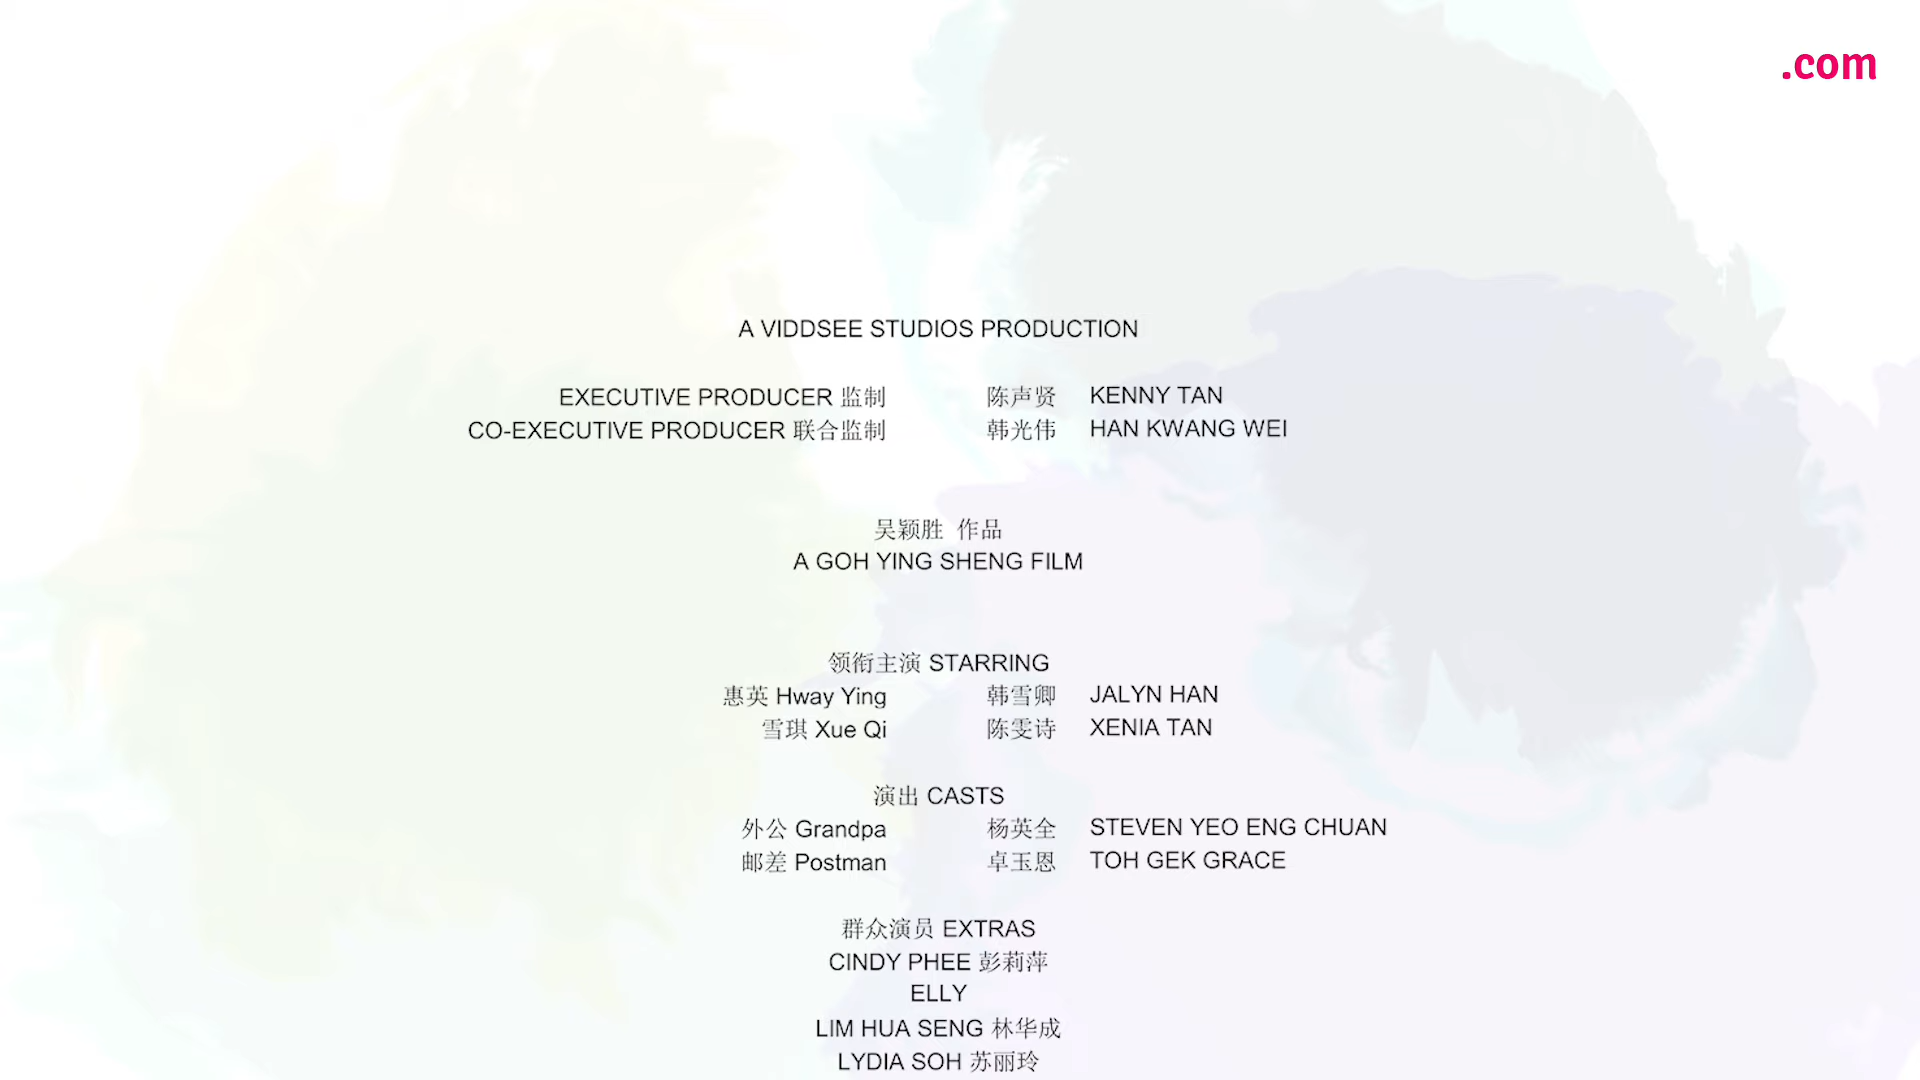 .com
A VIDDSEE STUDIOS PRODUCTION
EXECUTIVE PRODUCER 监制 陈声贤 KENNY TAN
CO-EXECUTIVE PRODUCER 联合监制 韩光伟 HAN KWANG WEI
吴颖胜 作品
A GOH YING SHENG FILM
领衔主演 STARRING
惠英 Hway Ying 韩雪卿 JALYN HAN
雪琪 Xue Qi 陈雯诗 XENIA TAN
演出 CASTS
外公 Grandpa 杨英全 STEVEN YEO ENG CHUAN
邮差 Postman 卓玉恩 TOH GEK GRACE
群众演员 EXTRAS
CINDY PHEE 彭莉萍
ELLY
LIM HUA SENG 林华成
LYDIA SOH 苏丽玲